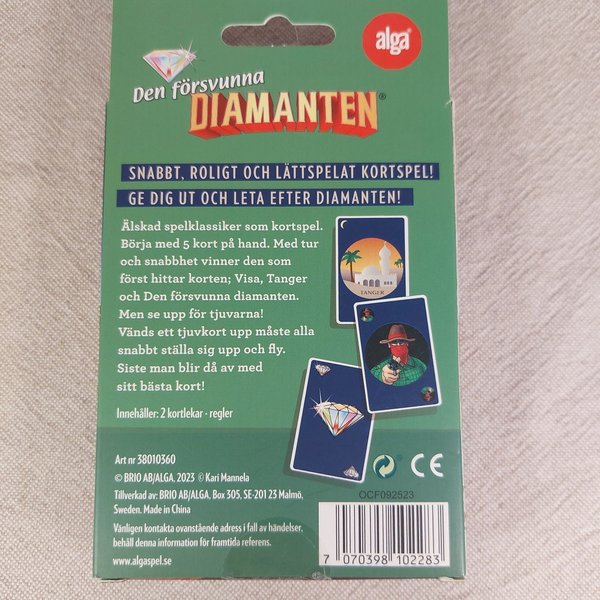 alga®
Den försvunna
DIAMANTEN®
SNABBT, ROLIGT OCH LÄTTSPELAT KORTSPEL!
GE DIG UT OCH LETA EFTER DIAMANTEN!
Älskad spelklassiker som kortspel.
Börja med 5 kort på hand. Med tur
och snabbhet vinner den som
först hittar korten; Visa, Tanger
och Den försvunna diamanten.
Men se upp för tjuvarna!
Vänds ett tjuvkort upp måste alla
snabbt ställa sig upp och fly.
Siste man blir då av med
sitt bästa kort!
Innehåller: 2 kortlekar · regler
TANGER
Art nr 38010360
© BRIO AB/ALGA, 2023 © Kari Mannela
Tillverkad av: BRIO AB/ALGA, Box 305, SE-201 23 Malmö,
Sweden. Made in China
Vänligen kontakta ovanstående adress i fall av händelser,
behåll denna information för framtida referens.
www.algaspel.se
CE
OCF092523
7 070398 102283